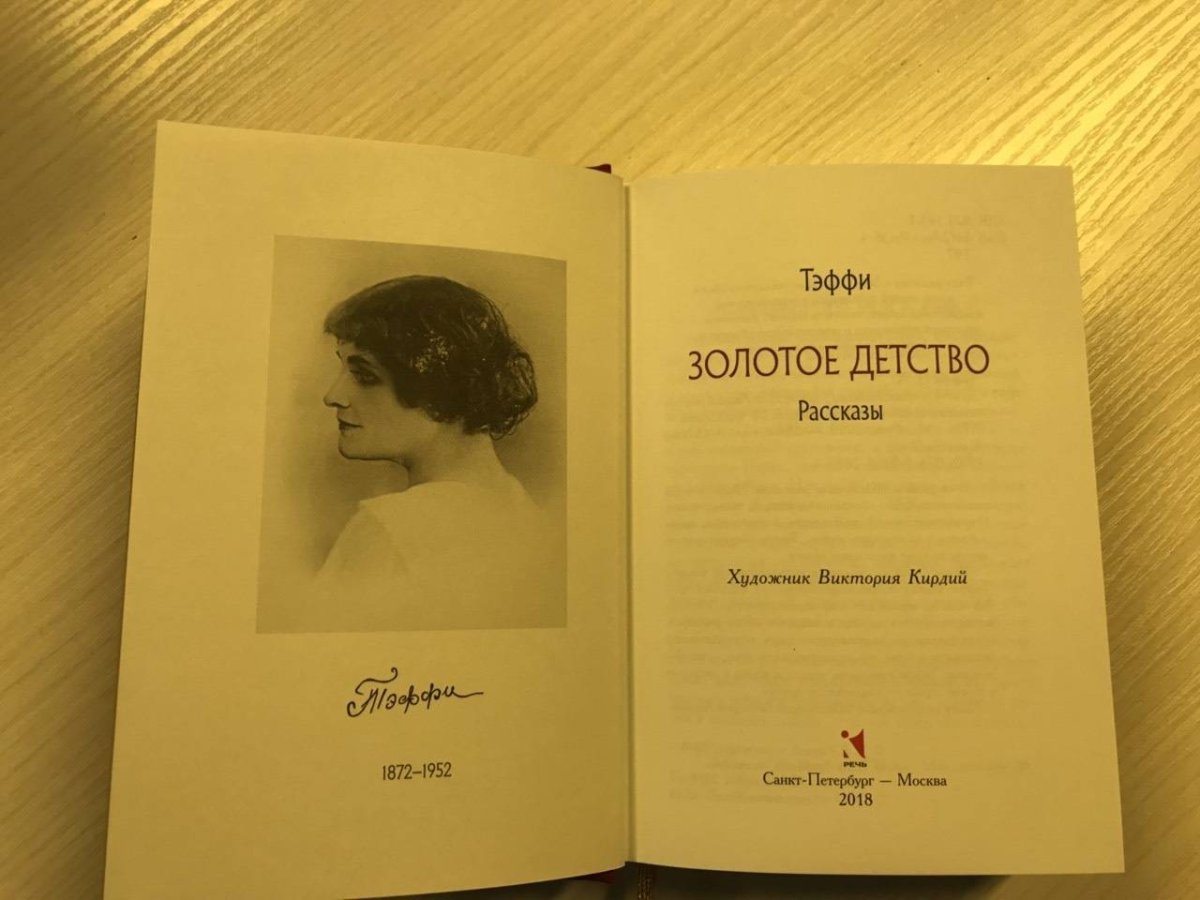 Тэффи
1872–1952
Тэффи
ЗОЛОТОЕ ДЕТСТВО
Рассказы
Художник Виктория Кирдий
РЕЧЬ
Санкт-Петербург — Москва
2018